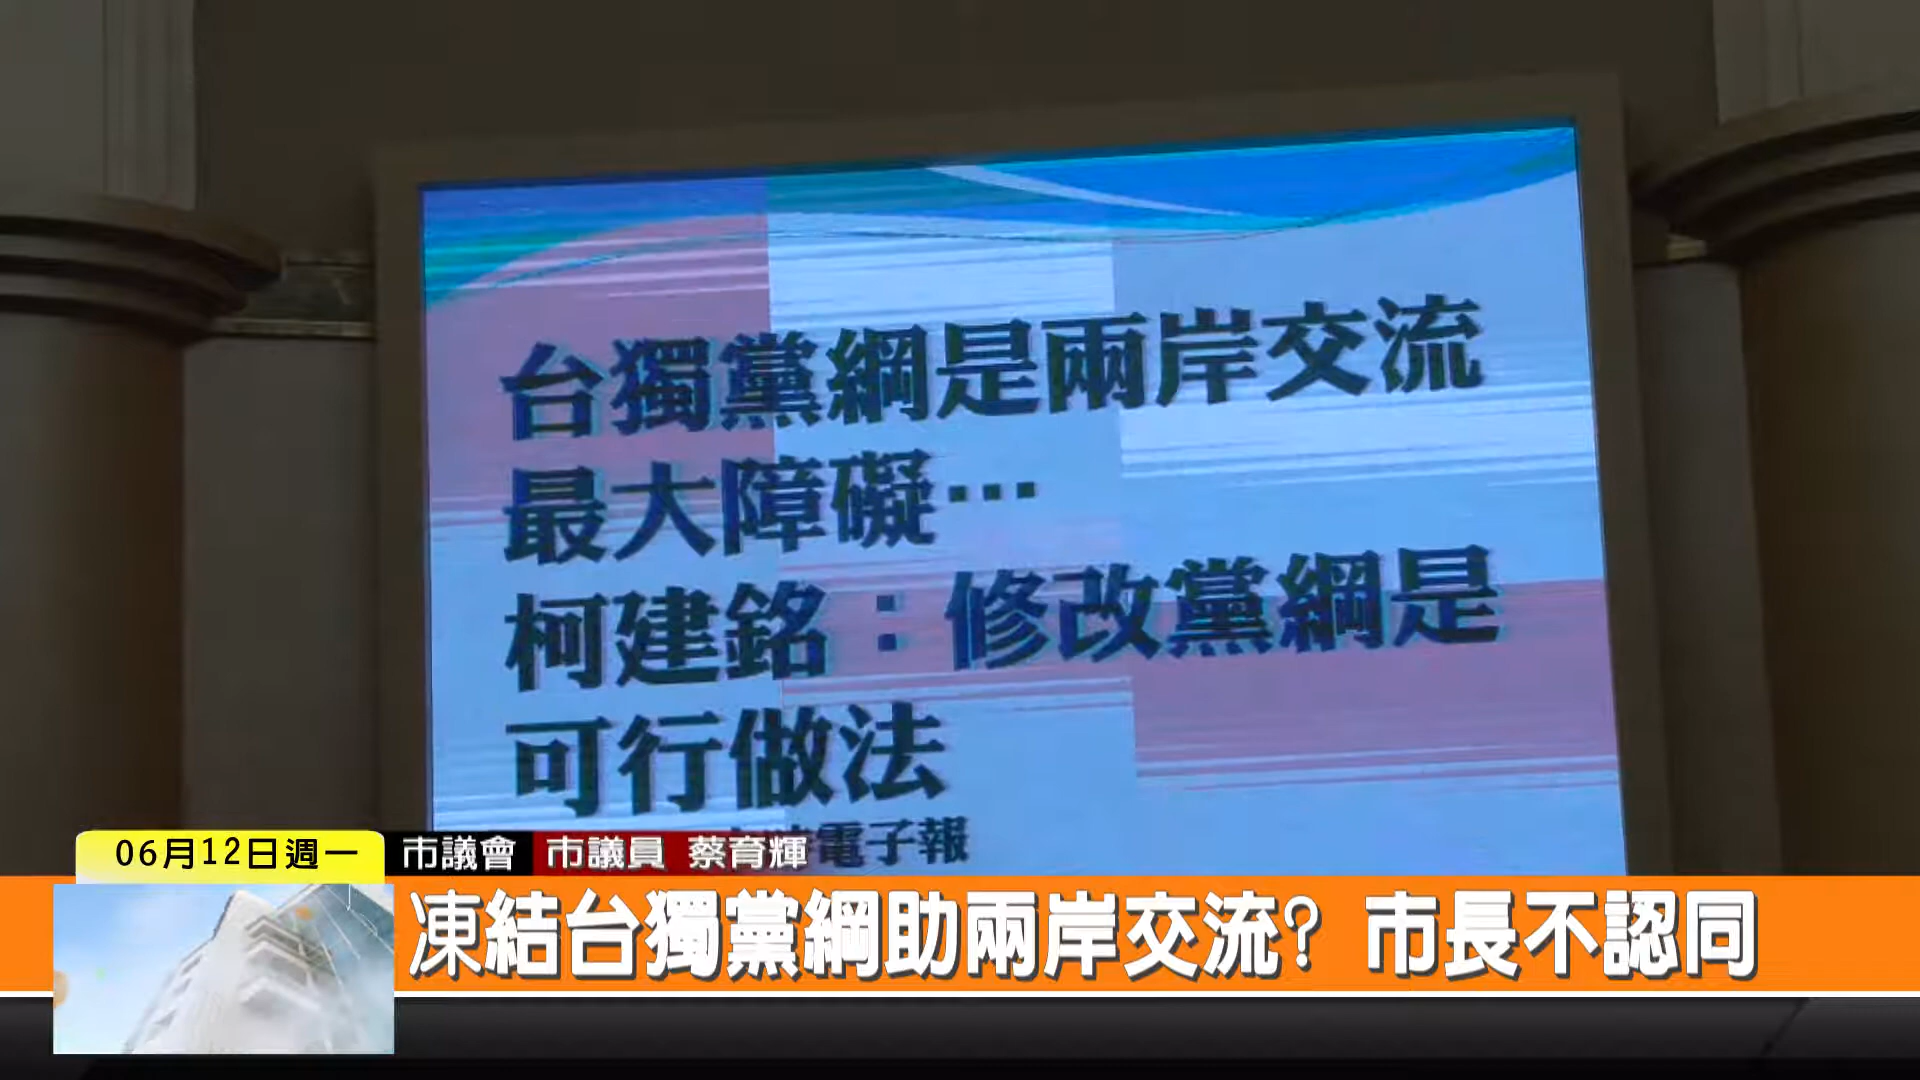 台獨黨綱是兩岸交流
最大障礙…
柯建銘：修改黨綱是
可行做法
電子報
06月12日週一
市議會
市議員 蔡育輝
凍結台獨黨綱助兩岸交流? 市長不認同